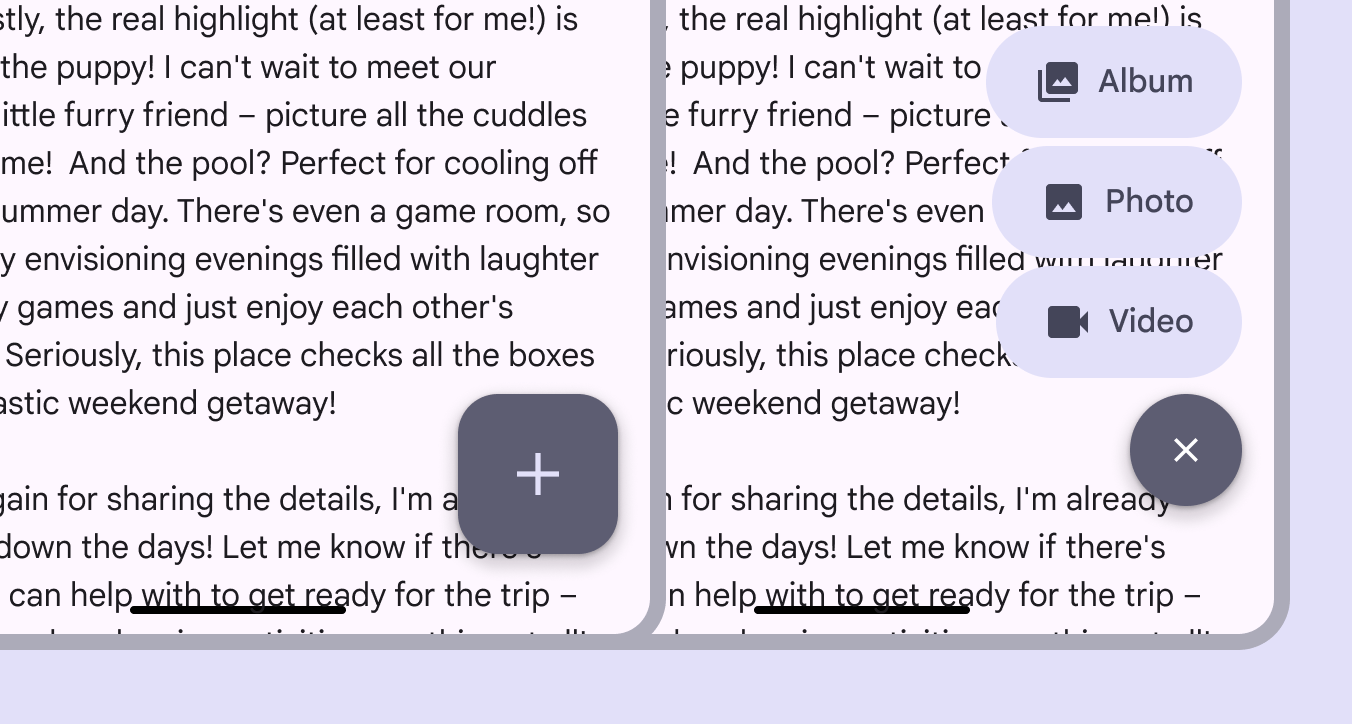 stly, the real highlight (at least for me!) is
the puppy! I can't wait to meet our
ittle furry friend – picture all the cuddles
me!  And the pool? Perfect for cooling off
ummer day. There's even a game room, so
y envisioning evenings filled with laughter
y games and just enjoy each other's
Seriously, this place checks all the boxes
astic weekend getaway!
gain for sharing the details, I'm a
down the days! Let me know if there's
can help with to get ready for the trip –
, the real highlight (at least for me!) is
e puppy! I can't wait to
e furry friend – picture
e!  And the pool? Perfect
mer day. There's even
nvisioning evenings filled with laughter
ames and just enjoy eac
riously, this place checks
c weekend getaway!
n for sharing the details, I'm already
wn the days! Let me know if there's
n help with to get ready for the trip –
Album
Photo
Video